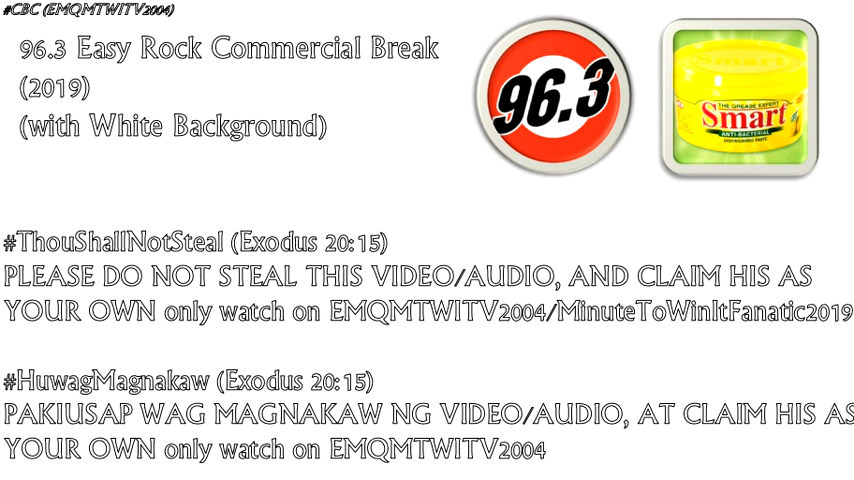 #CBC (EMQMTWITV2004)
96.3 Easy Rock Commercial Break
(2019)
(with White Background)
96.3
Smart
THE GREASE EXPERT
Smart
ANTI-BACTERIAL
DISHWASHING PASTE
#ThouShallNotSteal (Exodus 20:15)
PLEASE DO NOT STEAL THIS VIDEO/AUDIO, AND CLAIM HIS AS
YOUR OWN only watch on EMQMTWITV2004/MinuteToWinItFanatic2019
#HuwagMagnakaw (Exodus 20:15)
PAKIUSAP WAG MAGNAKAW NG VIDEO/AUDIO, AT CLAIM HIS AS
YOUR OWN only watch on EMQMTWITV2004